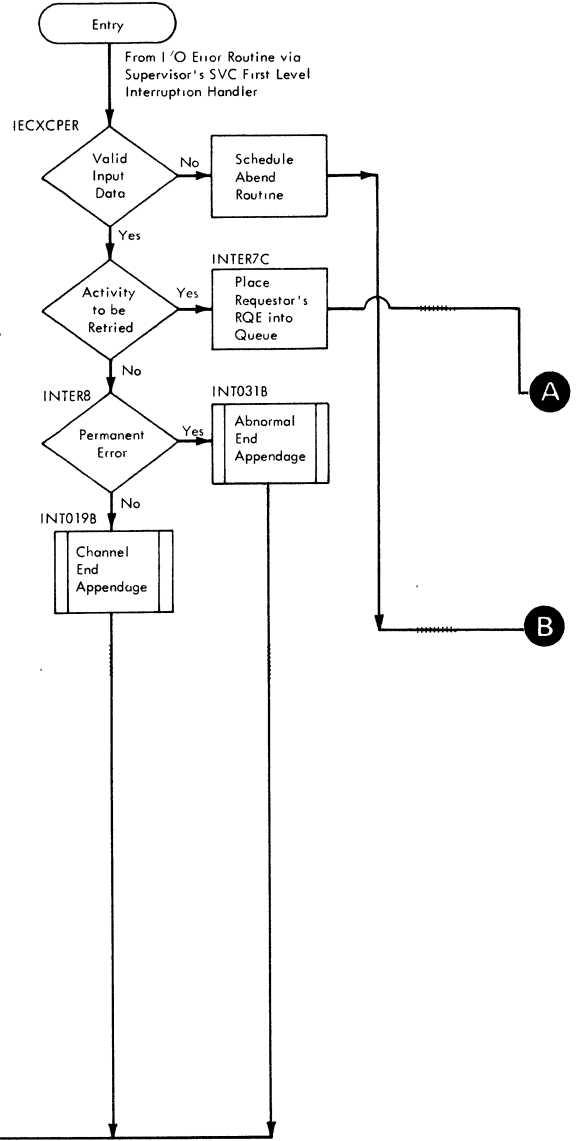 Entry
From I/O Error Routine via
Supervisor's SVC First Level
Interruption Handler
IECXCPER
Valid
Input
Data
No
Schedule
Abend
Routine
Yes
INTER7C
Activity
to be
Retried
Yes
Place
Requestor's
RQE into
Queue
No
A
INTER8
INT031B
Permanent
Error
Yes
Abnormal
End
Appendage
No
INT019B
Channel
End
Appendage
B